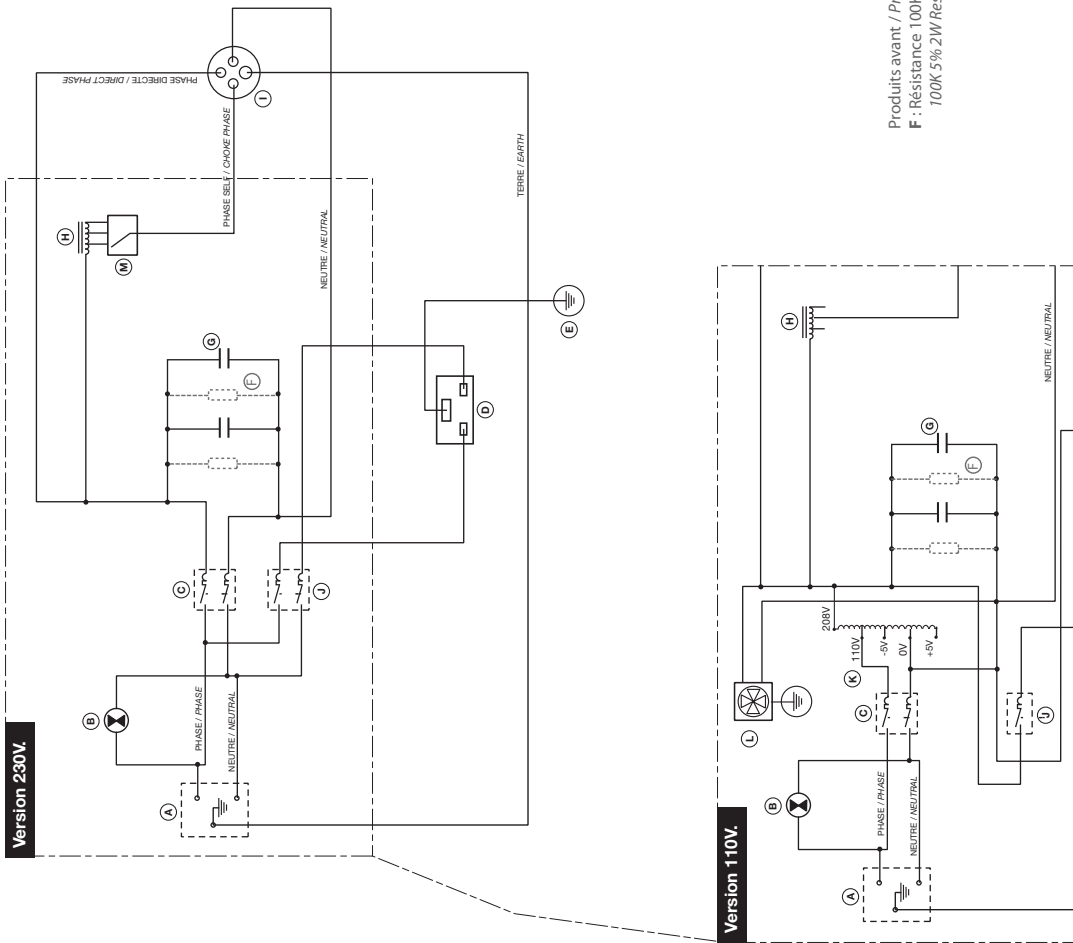 Version 230V.
A
B
C
J
PHASE / PHASE
NEUTRE / NEUTRAL
G
F
H
M
D
E
I
PHASE DIRECTE / DIRECT PHASE
PHASE SELF / CHOKE PHASE
NEUTRE / NEUTRAL
TERRE / EARTH
Version 110V.
A
B
C
J
K
L
PHASE / PHASE
NEUTRE / NEUTRAL
208V
110V
-5V
0V
+5V
G
F
H
NEUTRE / NEUTRAL
Produits avant /
F : Résistance
100K 5% 2W